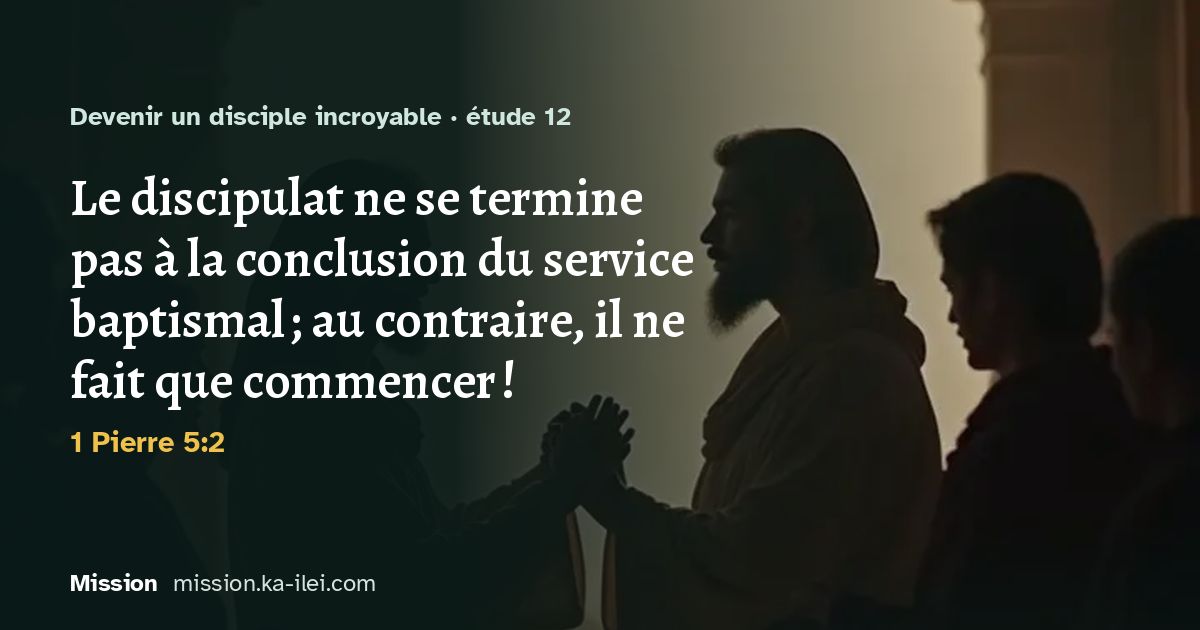 Devenir un disciple incroyable · étude 12
Le discipulat ne se termine
pas à la conclusion du service
baptismal ; au contraire, il ne
fait que commencer !
1 Pierre 5:2
Mission mission.ka-ilei.com